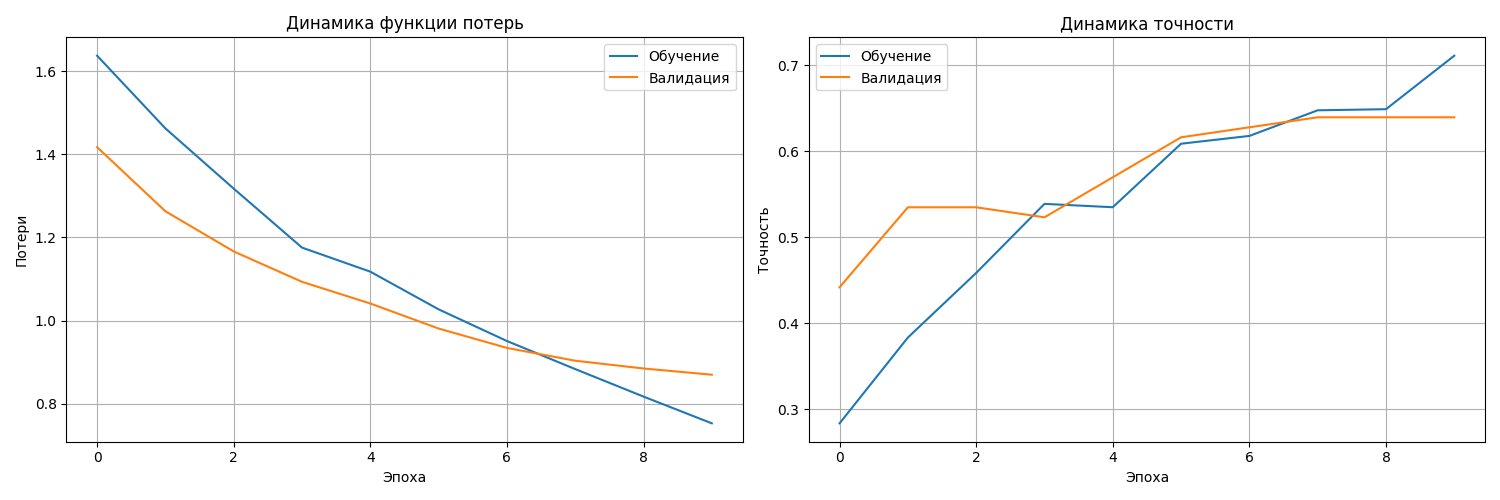 Динамика функции потерь
Потери
1.6
1.4
1.2
1.0
0.8
0
2
4
6
8
Эпоха
Обучение
Валидация
Динамика точности
Точность
0.7
0.6
0.5
0.4
0.3
0
2
4
6
8
Эпоха
Обучение
Валидация